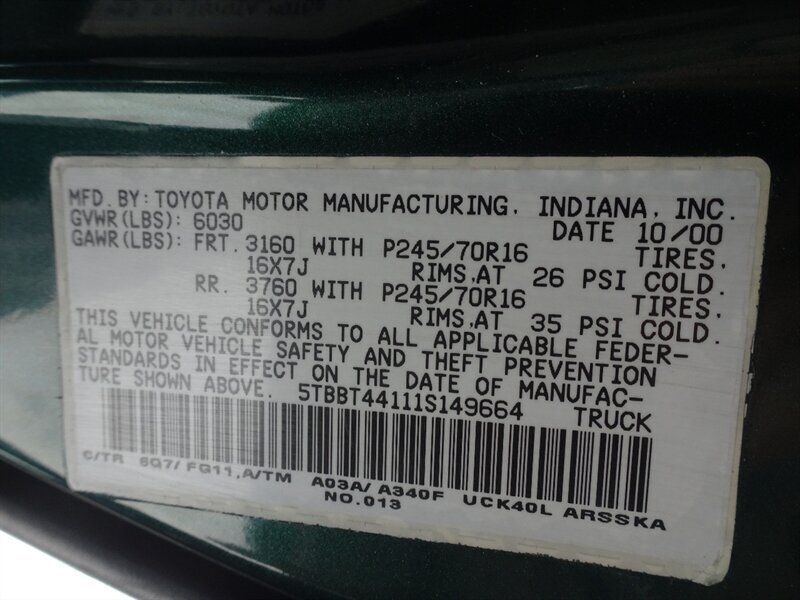 MFD. BY: TOYOTA MOTOR MANUFACTURING, INDIANA, INC.
GVWR(LBS): 6030 DATE 10/00
GAWR(LBS): FRT. 3160 WITH P245/70R16 TIRES,
16X7J RIMS,AT 26 PSI COLD.
RR. 3760 WITH P245/70R16 TIRES,
16X7J RIMS,AT 35 PSI COLD.
THIS VEHICLE CONFORMS TO ALL APPLICABLE FEDER-
AL MOTOR VEHICLE SAFETY AND THEFT PREVENTION
STANDARDS IN EFFECT ON THE DATE OF MANUFAC-
TURE SHOWN ABOVE. 5TBBT44111S149664 TRUCK
C/TR 6Q7/ FG11,A/TM A03A/ A340F UCK40L ARSSKA
NO.013